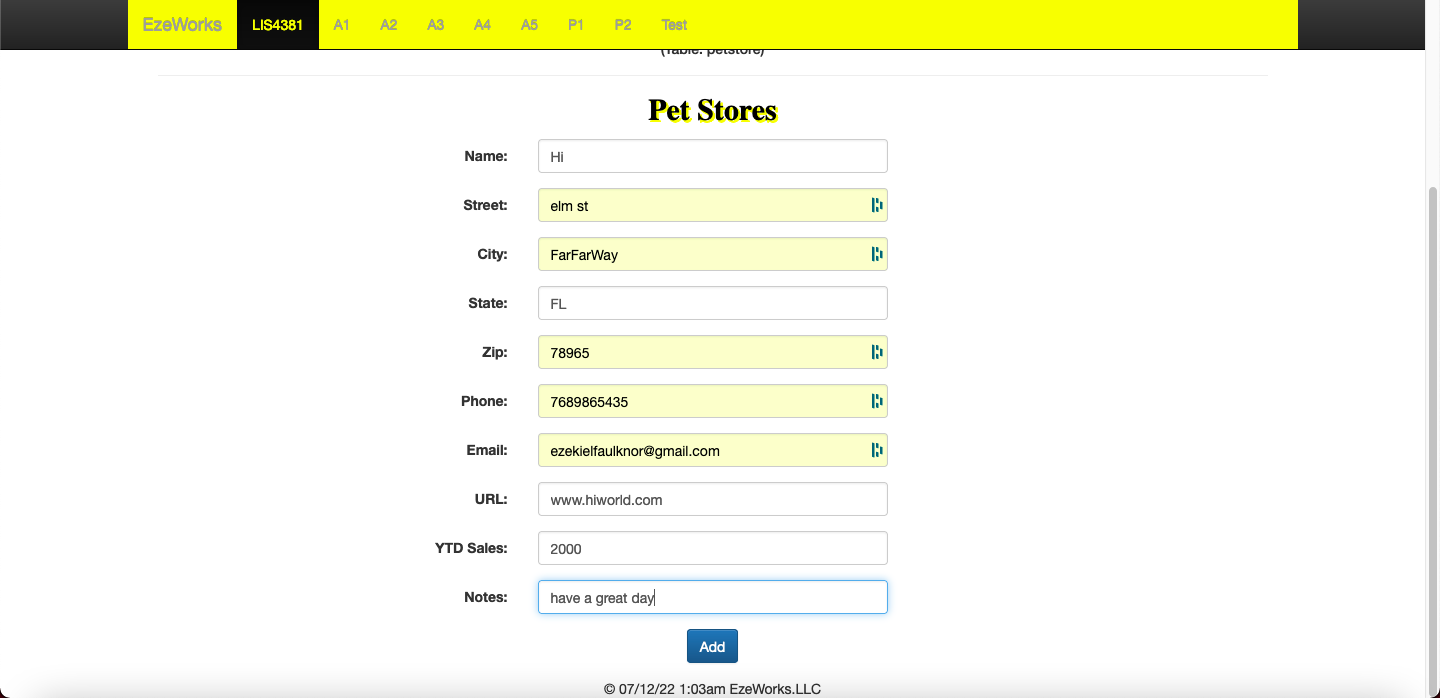 EzeWorks LIS4381 A1 A2 A3 A4 A5 P1 P2 Test
(Table: petstore)
Pet Stores
Name: Hi
Street: elm st
City: FarFarWay
State: FL
Zip: 78965
Phone: 7689865435
Email: ezekielfaulknor@gmail.com
URL: www.hiworld.com
YTD Sales: 2000
Notes: have a great day
Add
© 07/12/22 1:03am EzeWorks.LLC